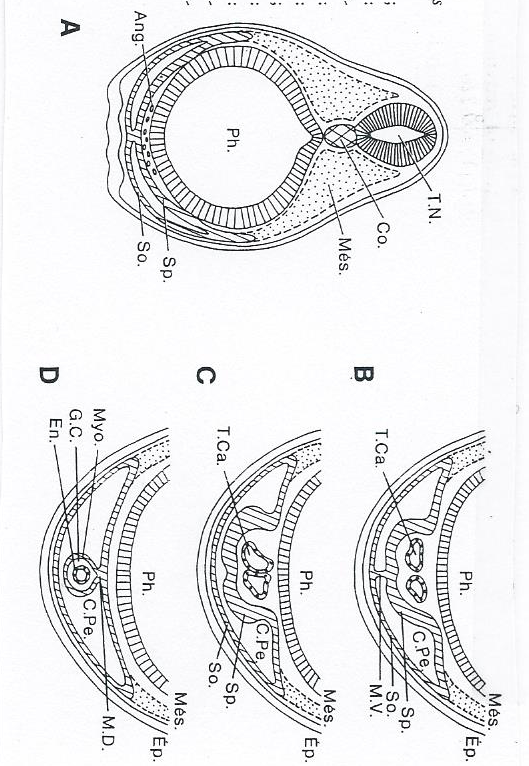 A
Ang.
Ph.
T.N.
Co.
Més.
Sp.
So.
B
T.Ca.
Ph.
C.Pe
Sp.
So.
M.V.
Més.
Ép.
C
T.Ca.
Ph.
C.Pe
Sp.
So.
Més.
Ép.
D
Myo.
G.C.
En.
Ph.
C.Pe.
M.D.
Més.
Ép.